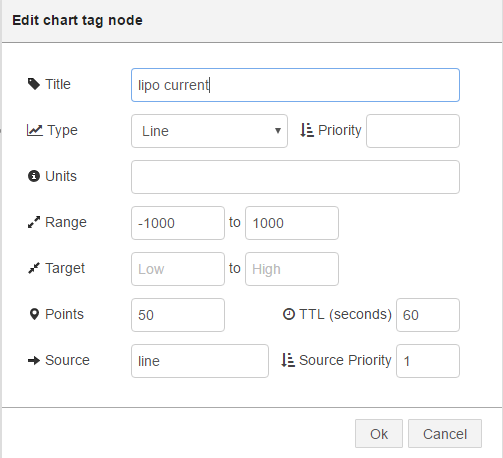 Edit chart tag node
Title lipo current
Type Line Priority
Units
Range -1000 to 1000
Target Low to High
Points 50 TTL (seconds) 60
Source line Source Priority 1
Ok Cancel